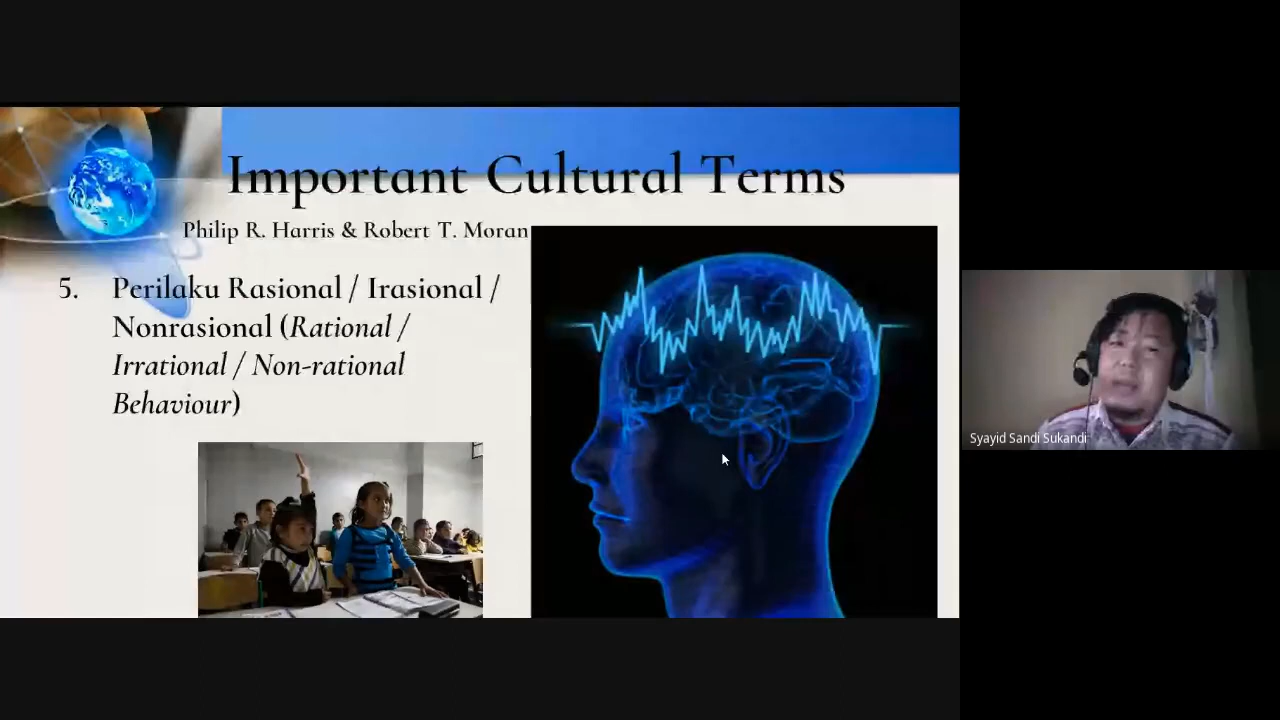 Important Cultural Terms
Philip R. Harris & Robert T. Moran
5. Perilaku Rasional / Irasional /
Nonrasional (Rational /
Irrational / Non-rational
Behaviour)
Syayid Sandi Sukandi